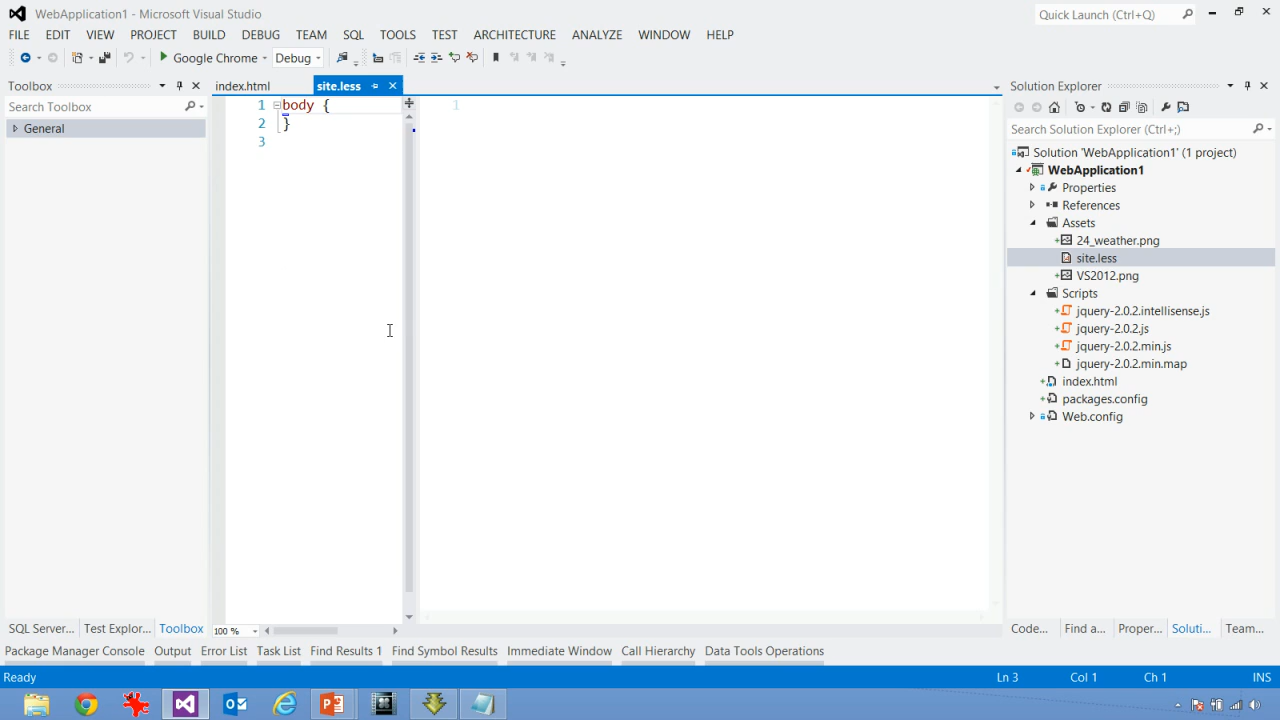 WebApplication1 - Microsoft Visual Studio
Quick Launch (Ctrl+Q)
FILE EDIT VIEW PROJECT BUILD DEBUG TEAM SQL TOOLS TEST ARCHITECTURE ANALYZE WINDOW HELP
Google Chrome Debug
Toolbox
Search Toolbox
General
index.html site.less
1 body {
2 }
3
1
100 %
Solution Explorer
Search Solution Explorer (Ctrl+;)
Solution 'WebApplication1' (1 project)
WebApplication1
Properties
References
Assets
24_weather.png
site.less
VS2012.png
Scripts
jquery-2.0.2.intellisense.js
jquery-2.0.2.js
jquery-2.0.2.min.js
jquery-2.0.2.min.map
index.html
packages.config
Web.config
SQL Server... Test Explor... Toolbox
Code... Find a... Proper... Soluti... Team...
Package Manager Console Output Error List Task List Find Results 1 Find Symbol Results Immediate Window Call Hierarchy Data Tools Operations
Ready Ln 3 Col 1 Ch 1 INS